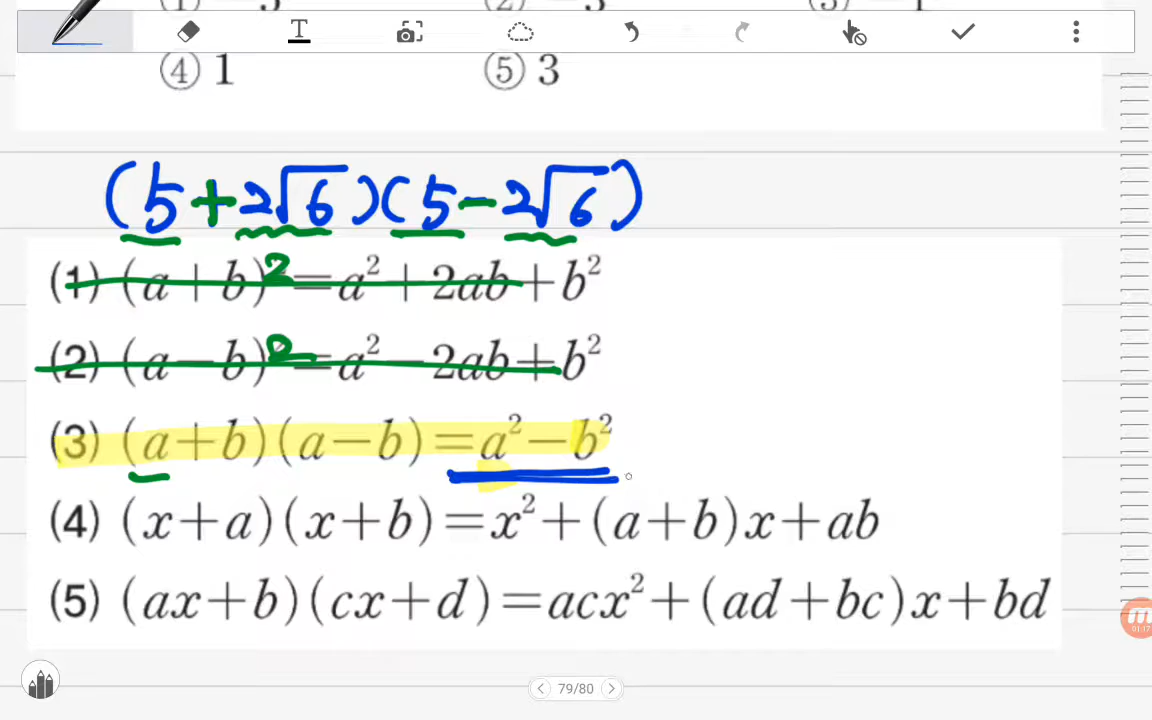 ④ 1 ⑤ 3
(5+2√6)(5-2√6)
(1) (a+b)²=a²+2ab+b²
(2) (a-b)²=a²-2ab+b²
(3) (a+b)(a-b)=a²-b²
(4) (x+a)(x+b)=x²+(a+b)x+ab
(5) (ax+b)(cx+d)=acx²+(ad+bc)x+bd
79/80